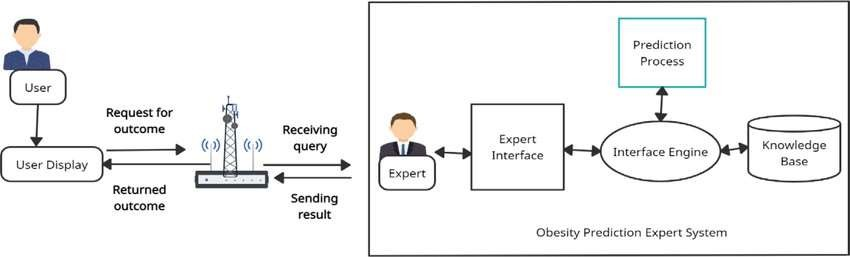 User
User Display
Request for
outcome
Returned
outcome
Receiving
query
Sending
result
Expert
Expert
Interface
Prediction
Process
Interface Engine
Knowledge
Base
Obesity Prediction Expert System